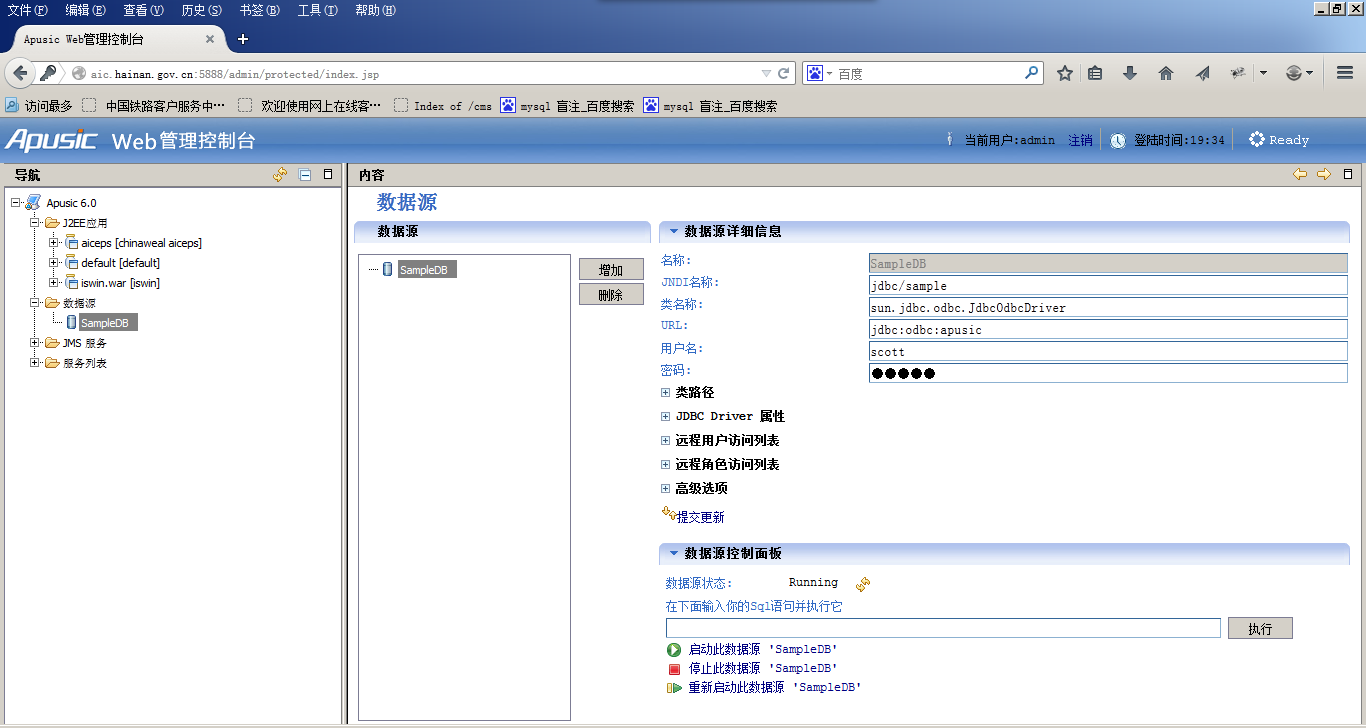 文件(F) 编辑(E) 查看(V) 历史(S) 书签(B) 工具(T) 帮助(H)
Apusic Web管理控制台
aic.hainan.gov.cn:5888/admin/protected/index.jsp
百度
访问最多 中国铁路客户服务中… 欢迎使用网上在线客… Index of /cms mysql 盲注_百度搜索 mysql 盲注_百度搜索
Apusic Web管理控制台
当前用户:admin 注销 登陆时间:19:34 Ready
导航
Apusic 6.0
J2EE应用
aiceps [chinaweal aiceps]
default [default]
iswin.war [iswin]
数据源
SampleDB
JMS 服务
服务列表
内容
数据源
数据源
SampleDB
增加
删除
数据源详细信息
名称: SampleDB
JNDI名称: jdbc/sample
类名称: sun.jdbc.odbc.JdbcOdbcDriver
URL: jdbc:odbc:apusic
用户名: scott
密码: ●●●●●
类路径
JDBC Driver 属性
远程用户访问列表
远程角色访问列表
高级选项
提交更新
数据源控制面板
数据源状态: Running
在下面输入你的Sql语句并执行它
执行
启动此数据源 'SampleDB'
停止此数据源 'SampleDB'
重新启动此数据源 'SampleDB'